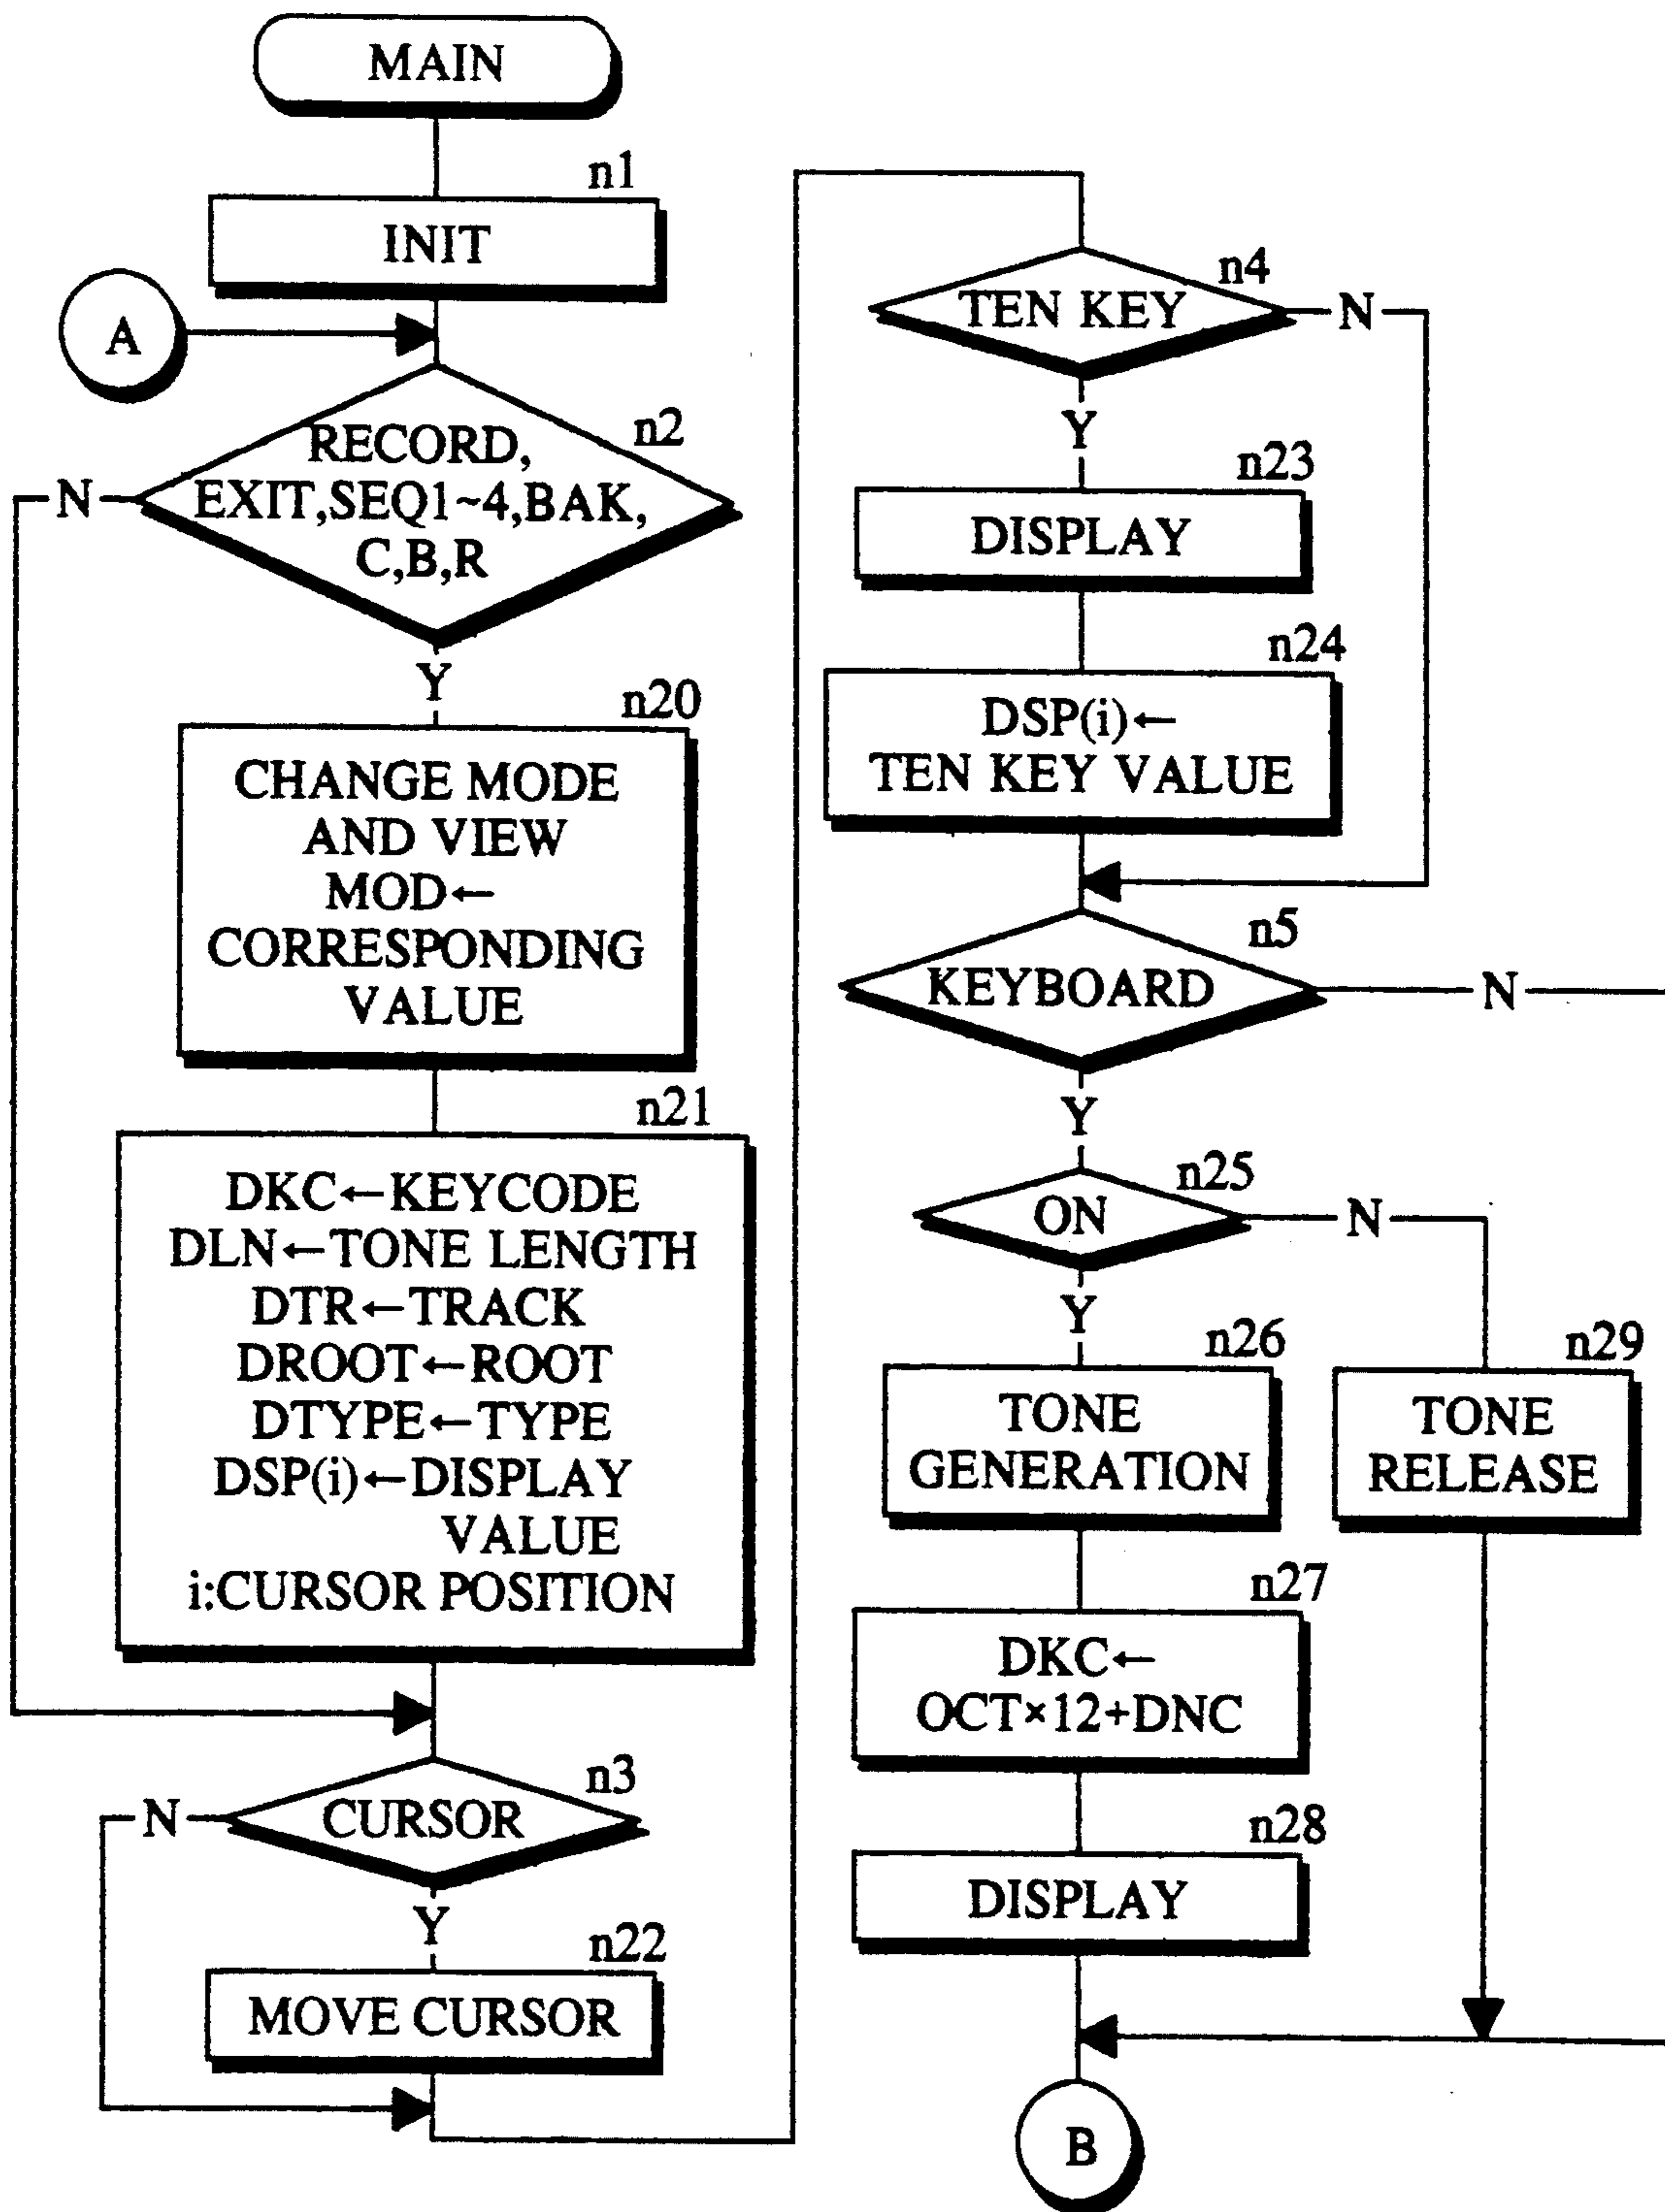 MAIN
n1
INIT
A
n2
RECORD,
EXIT,SEQ1~4,BAK,
C,B,R
N
Y
n20
CHANGE MODE
AND VIEW
MOD←
CORRESPONDING
VALUE
n21
DKC←KEYCODE
DLN←TONE LENGTH
DTR←TRACK
DROOT←ROOT
DTYPE←TYPE
DSP(i)←DISPLAY
VALUE
i:CURSOR POSITION
n3
CURSOR
N
Y
n22
MOVE CURSOR
n4
TEN KEY
N
Y
n23
DISPLAY
n24
DSP(i)←
TEN KEY VALUE
n5
KEYBOARD
N
Y
n25
ON
N
Y
n26
TONE
GENERATION
n29
TONE
RELEASE
n27
DKC←
OCT×12+DNC
n28
DISPLAY
B